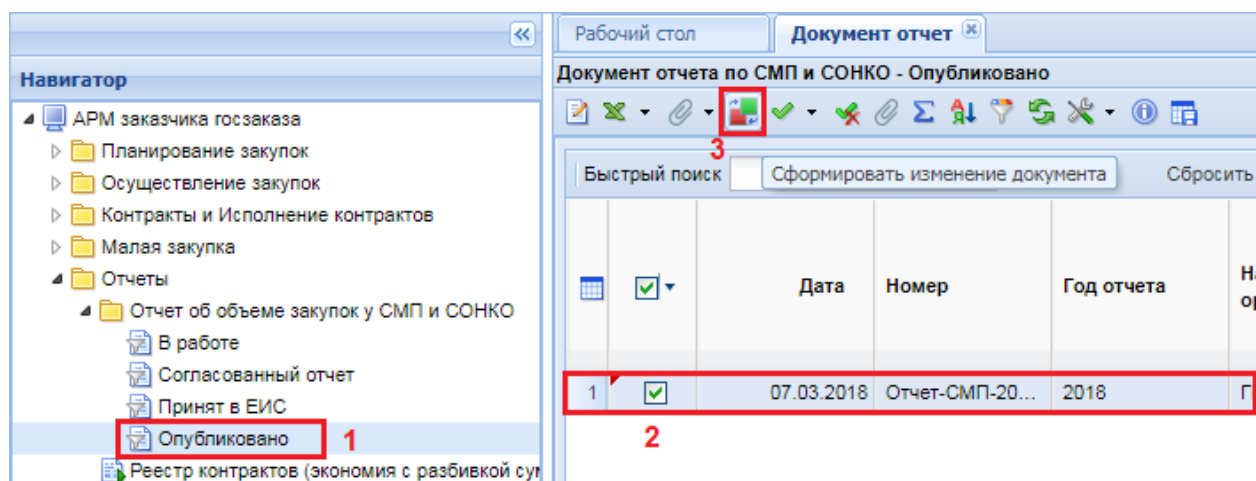 Рабочий стол
Документ отчет
Навигатор
Документ отчета по СМП и СОНКО - Опубликовано
АРМ заказчика госзаказа
Планирование закупок
Осуществление закупок
Контракты и Исполнение контрактов
Малая закупка
Отчеты
Отчет об объеме закупок у СМП и СОНКО
В работе
Согласованный отчет
Принят в ЕИС
Опубликовано
1
Реестр контрактов (экономия с разбивкой
3
Быстрый поиск
Сформировать изменение документа
Сбросить
Дата
Номер
Год отчета
1
07.03.2018
Отчет-СМП-20...
2018
2